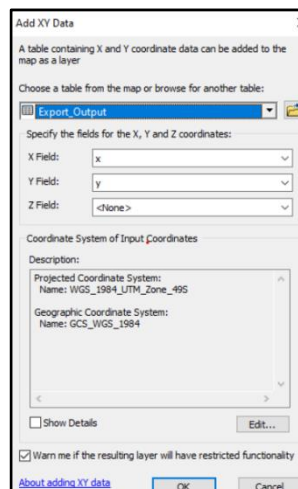 Add XY Data
A table containing X and Y coordinate data can be added to the
map as a layer
Choose a table from the map or browse for another table:
Export_Output
Specify the fields for the X, Y and Z coordinates:
X Field:
x
Y Field:
y
Z Field:
<None>
Coordinate System of Input Coordinates
Description:
Projected Coordinate System:
Name: WGS_1984_UTM_Zone_49S
Geographic Coordinate System:
Name: GCS_WGS_1984
Show Details
Edit...
Warn me if the resulting layer will have restricted functionality
About adding XY data
OK
Cancel